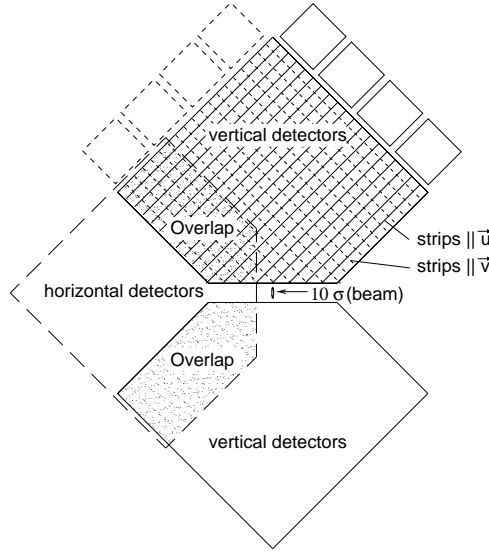 vertical detectors
Overlap
strips || u⃗
strips || v⃗
horizontal detectors
10 σ (beam)
Overlap
vertical detectors